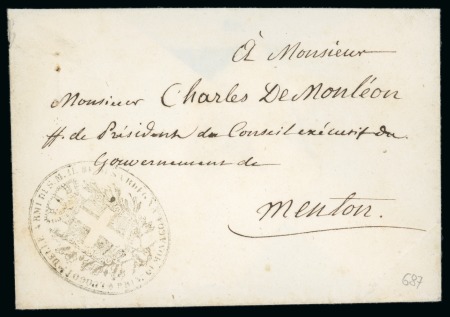 À Monsieur
Monsieur Charles De Monléon
ff. de Président du Conseil exécutif du
Gouvernement de
Menton.
687